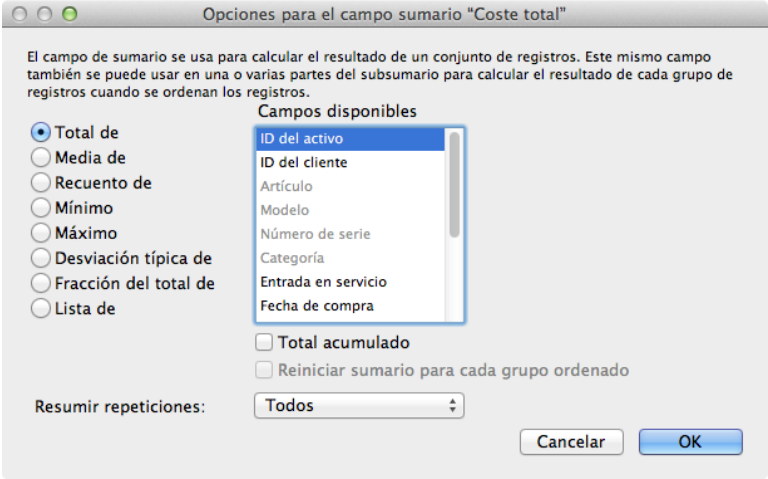 Opciones para el campo sumario “Coste total”
El campo de sumario se usa para calcular el resultado de un conjunto de registros. Este mismo campo
también se puede usar en una o varias partes del subsumario para calcular el resultado de cada grupo de
registros cuando se ordenan los registros.
Campos disponibles
Total de
Media de
Recuento de
Mínimo
Máximo
Desviación típica de
Fracción del total de
Lista de
ID del activo
ID del cliente
Artículo
Modelo
Número de serie
Categoría
Entrada en servicio
Fecha de compra
Total acumulado
Reiniciar sumario para cada grupo ordenado
Resumir repeticiones:
Todos
Cancelar
OK